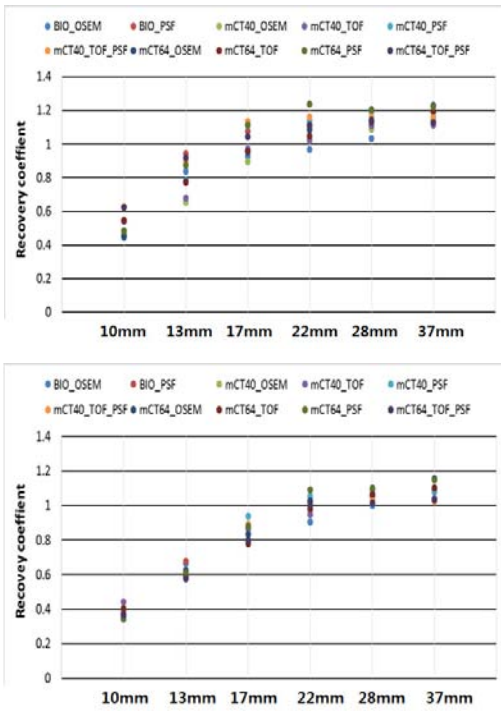 BIO_OSEM BIO_PSF mCT40_OSEM mCT40_TOF mCT40_PSF
mCT40_TOF_PSF mCT64_OSEM mCT64_TOF mCT64_PSF mCT64_TOF_PSF
Recovery coeffient
1.4
1.2
1
0.8
0.6
0.4
0.2
0
10mm 13mm 17mm 22mm 28mm 37mm
BIO_OSEM BIO_PSF mCT40_OSEM mCT40_TOF mCT40_PSF
mCT40_TOF_PSF mCT64_OSEM mCT64_TOF mCT64_PSF mCT64_TOF_PSF
Recovey coeffient
1.4
1.2
1
0.8
0.6
0.4
0.2
0
10mm 13mm 17mm 22mm 28mm 37mm